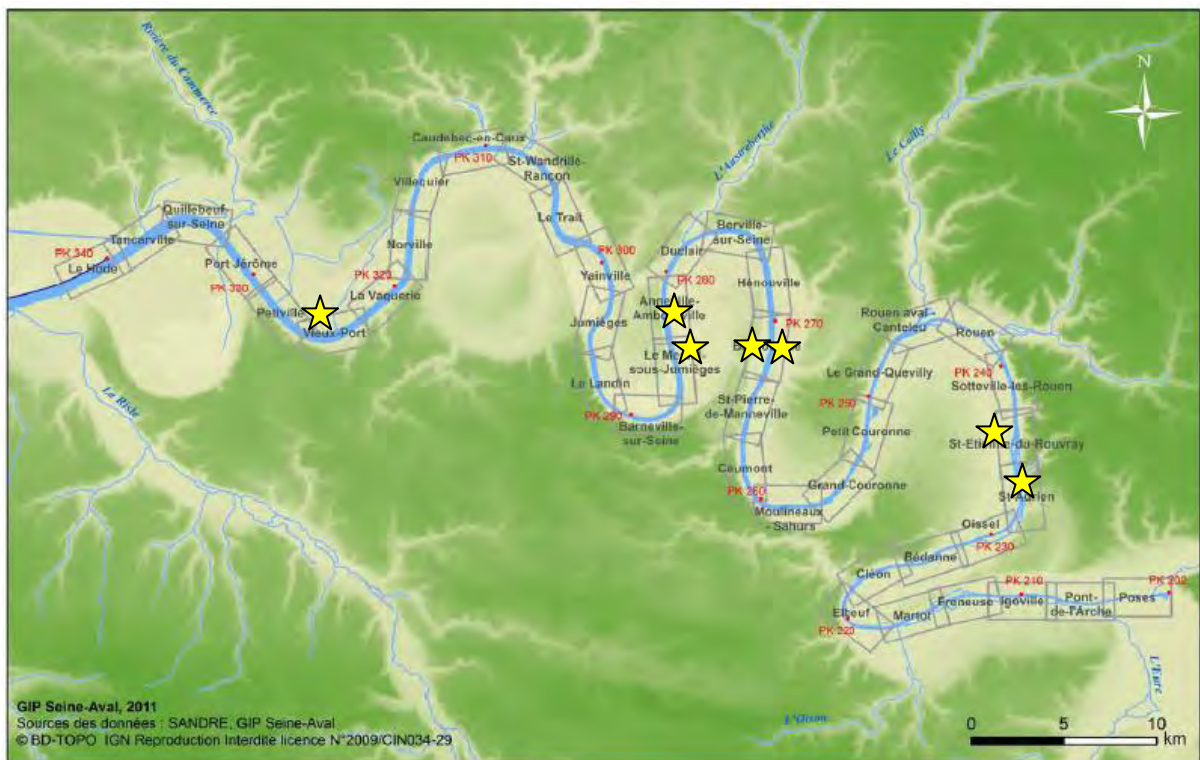 Rivière du Commerce
L'Austreberthe
Le Cailly
N
Caudebec-en-Caux
PK 310
St-Wandrille-
Rançon
Villequier
Le Trait
Quillebeuf-
sur-Seine
Tancarville
PK 340
Le Hode
Port Jérôme
PK 330
Petiville
Vieux-Port
Norville
PK 320
La Vaquerie
PK 300
Yainville
Jumièges
Le Landin
PK 290
Barneville-
sur-Seine
Duclair
PK 280
Berville-
sur-Seine
Hénouville
PK 270
Anneville-
Le
sous-Jumièges
St-Pierre-
de-Manneville
Caumont
PK 260
Moulineaux
- Sahurs
Grand-Couronne
Petit Couronne
PK 250
Le Grand-Quevilly
Rouen aval -
Canteleu
Rouen
PK 240
Sotteville-les-Rouen
St-Etienne-du-Rouvray
St-Adrien
Oissel
PK 230
Bédanne
Cléon
Elbeuf
PK 220
Martot
Freneuse
PK 210
Igoville
Pont-
de-l'Arche
Poses
PK 202
La Risle
L'Oison
L'Eure
GIP Seine-Aval, 2011
Sources des données : SANDRE, GIP Seine-Aval
© BD-TOPO IGN Reproduction Interdite licence N°2009/CIN034-29
0 5 10
km